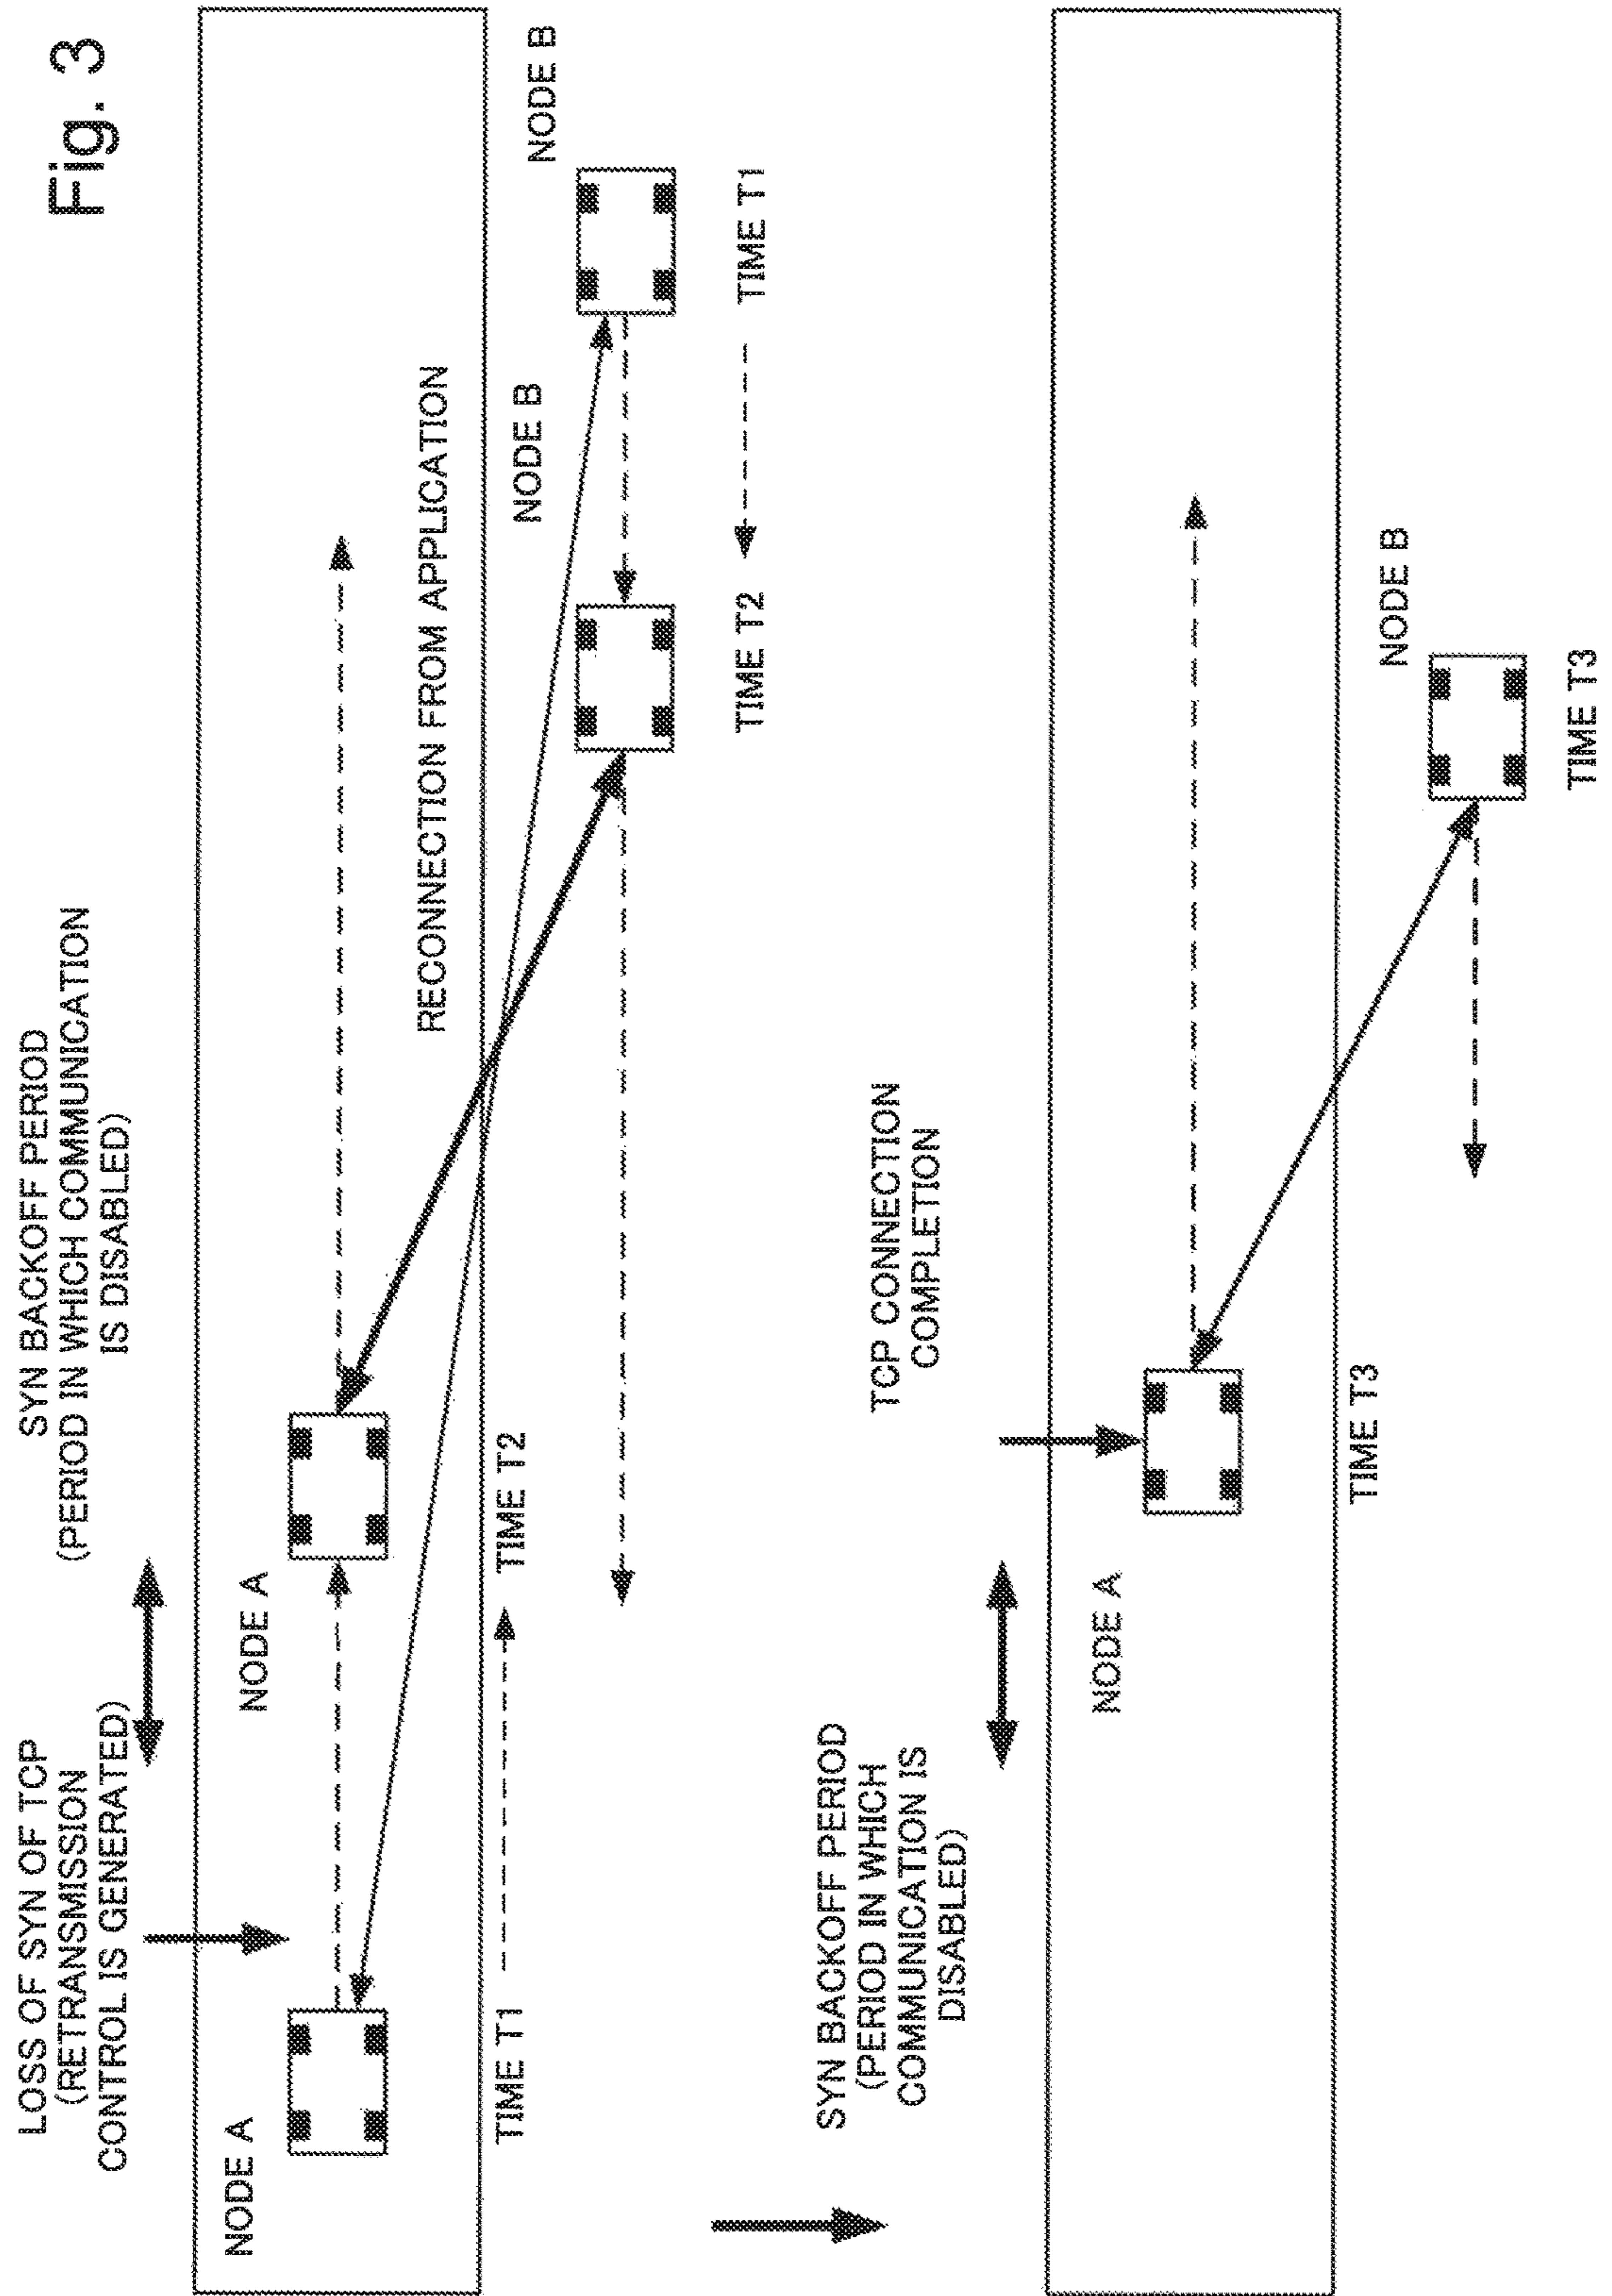 Fig. 3
LOSS OF SYN OF TCP
(RETRANSMISSION
CONTROL IS GENERATED)
SYN BACKOFF PERIOD
(PERIOD IN WHICH COMMUNICATION
IS DISABLED)
NODE A
NODE A
RECONNECTION FROM APPLICATION
NODE B
NODE B
TIME T1
TIME T2
TIME T2
TIME T1
SYN BACKOFF PERIOD
(PERIOD IN WHICH
COMMUNICATION IS
DISABLED)
TCP CONNECTION
COMPLETION
NODE A
NODE B
TIME T3
TIME T3